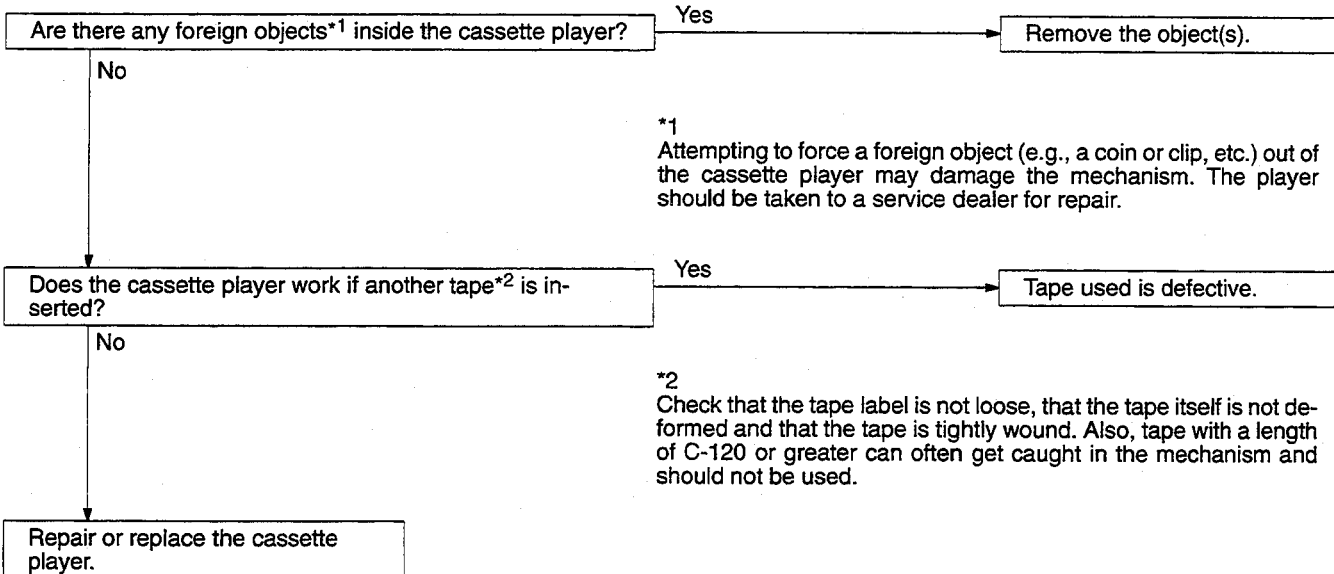 Are there any foreign objects*1 inside the cassette player?
Yes
Remove the object(s).
No
*1
Attempting to force a foreign object (e.g., a coin or clip, etc.) out of
the cassette player may damage the mechanism. The player
should be taken to a service dealer for repair.
Does the cassette player work if another tape*2 is in-
serted?
Yes
Tape used is defective.
No
*2
Check that the tape label is not loose, that the tape itself is not de-
formed and that the tape is tightly wound. Also, tape with a length
of C-120 or greater can often get caught in the mechanism and
should not be used.
Repair or replace the cassette
player.